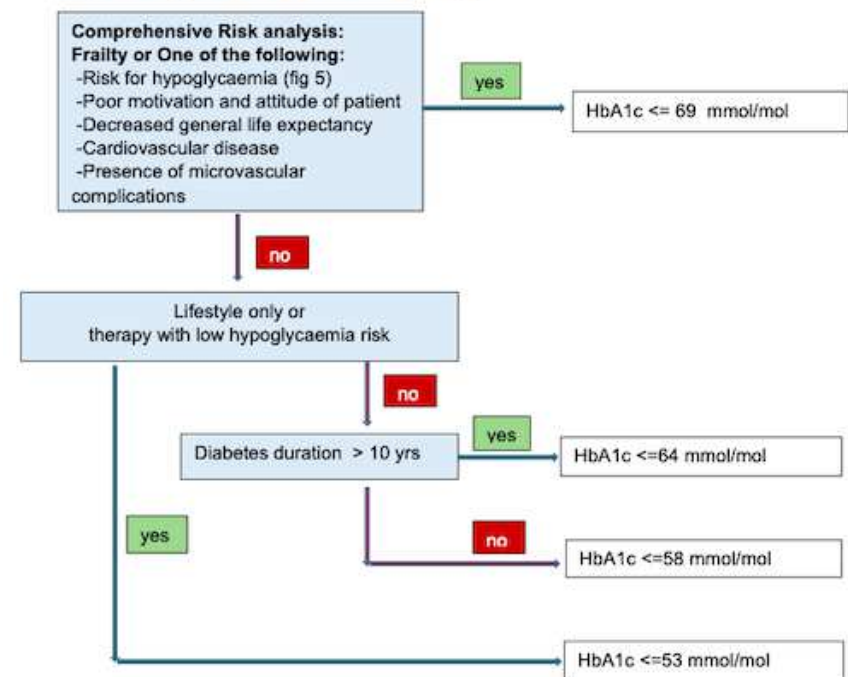 Comprehensive Risk analysis:
Frailty or One of the following:
-Risk for hypoglycaemia (fig 5)
-Poor motivation and attitude of patient
-Decreased general life expectancy
-Cardiovascular disease
-Presence of microvascular
complications
yes
HbA1c <= 69 mmol/mol
no
Lifestyle only or
therapy with low hypoglycaemia risk
no
Diabetes duration > 10 yrs
yes
HbA1c <=64 mmol/mol
yes
no
HbA1c <=58 mmol/mol
HbA1c <=53 mmol/mol